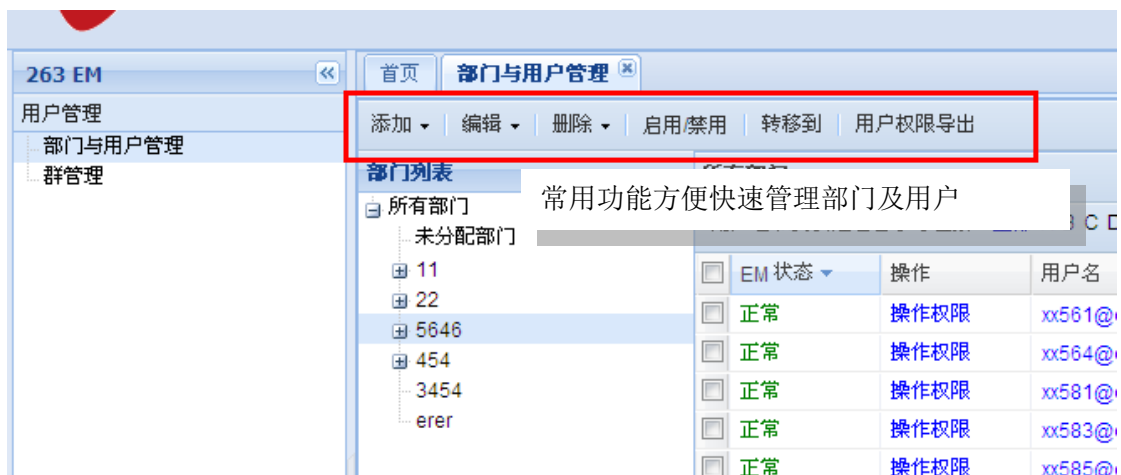 263 EM
用户管理
部门与用户管理
群管理
首页 部门与用户管理
添加 编辑 删除 启用/禁用 转移到 用户权限导出
部门列表
常用功能方便快速管理部门及用户
所有部门
未分配部门
11
22
5646
454
3454
erer
C D
EM 状态 操作 用户名
正常 操作权限 xx561@
正常 操作权限 xx564@
正常 操作权限 xx581@
正常 操作权限 xx583@
正常 操作权限 xx585@